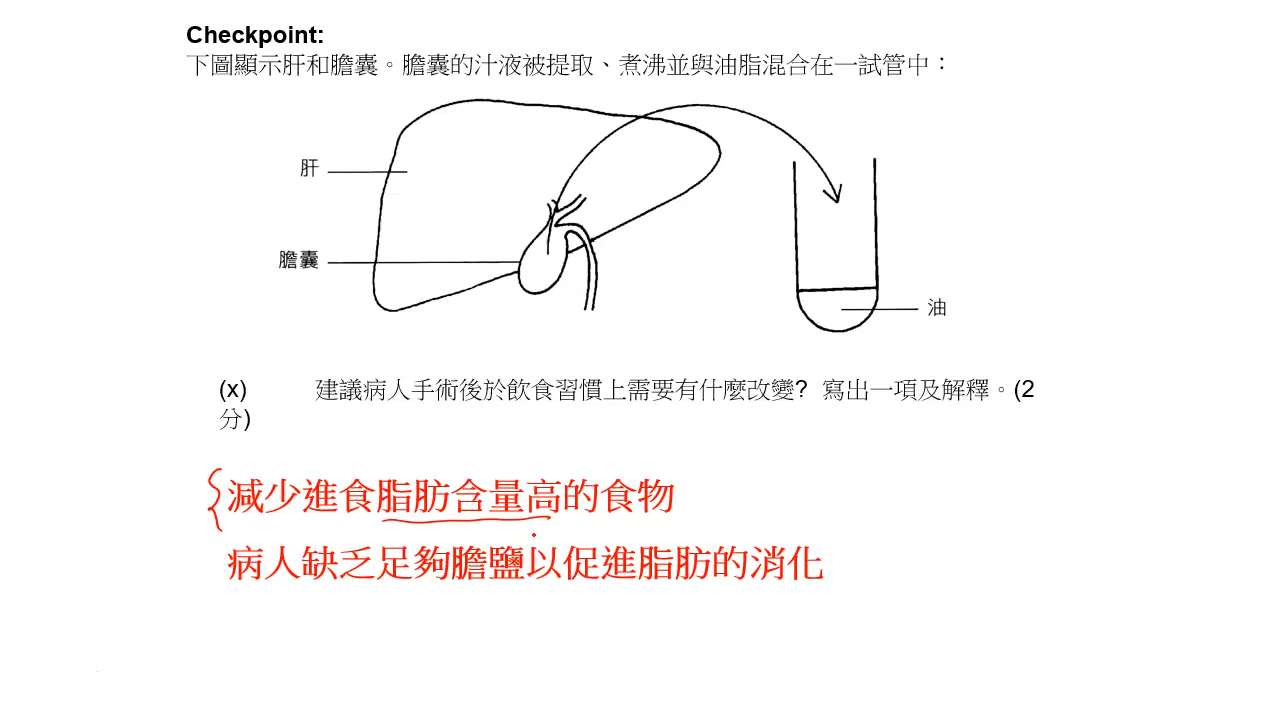 Checkpoint:
下圖顯示肝和膽囊。膽囊的汁液被提取、煮沸並與油脂混合在一試管中：
肝
膽囊
油
(x) 建議病人手術後於飲食習慣上需要有什麼改變? 寫出一項及解釋。(2
分)
減少進食脂肪含量高的食物
病人缺乏足夠膽鹽以促進脂肪的消化